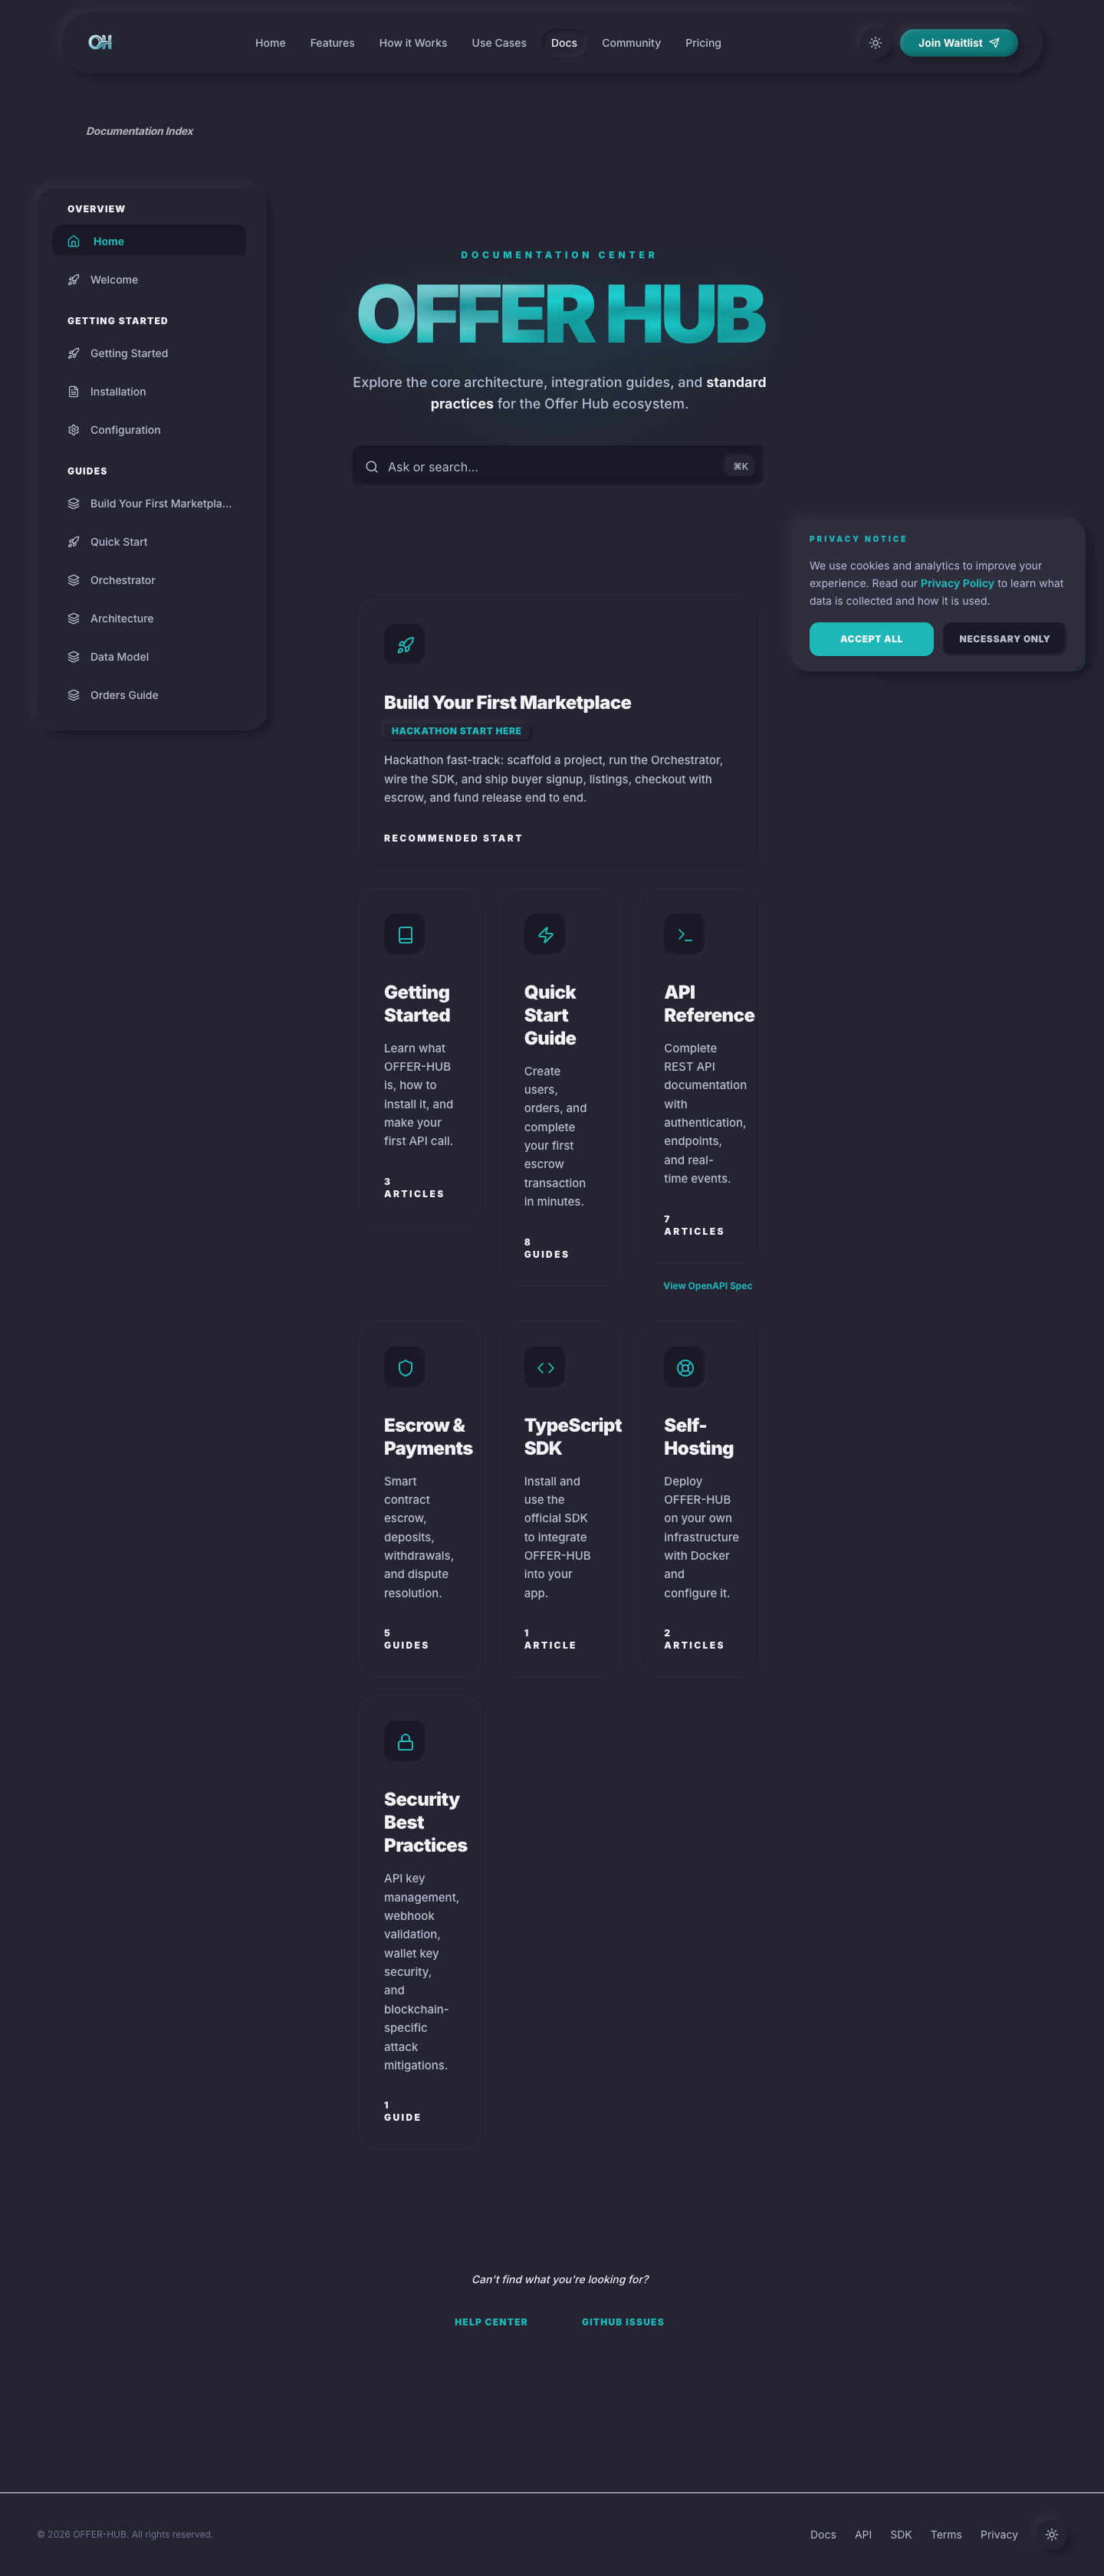 OH
Home Features How it Works Use Cases Docs Community Pricing Join Waitlist
Documentation Index
OVERVIEW
Home
Welcome
GETTING STARTED
Getting Started
Installation
Configuration
GUIDES
Build Your First Marketpla...
Quick Start
Orchestrator
Architecture
Data Model
Orders Guide
DOCUMENTATION CENTER
OFFER HUB
Explore the core architecture, integration guides, and standard
practices for the Offer Hub ecosystem.
Ask or search... ⌘K
PRIVACY NOTICE
We use cookies and analytics to improve your
experience. Read our Privacy Policy to learn what
data is collected and how it is used.
ACCEPT ALL NECESSARY ONLY
Build Your First Marketplace
HACKATHON START HERE
Hackathon fast-track: scaffold a project, run the Orchestrator,
wire the SDK, and ship buyer signup, listings, checkout with
escrow, and fund release end to end.
RECOMMENDED START
Getting
Started
Learn what
OFFER-HUB
is, how to
install it, and
make your
first API call.
3
ARTICLES
Quick
Start
Guide
Create
users,
orders, and
complete
your first
escrow
transaction
in minutes.
8
GUIDES
API
Reference
Complete
REST API
documentation
with
authentication,
endpoints,
and real-
time events.
7
ARTICLES
View OpenAPI Spec
Escrow &
Payments
Smart
contract
escrow,
deposits,
withdrawals,
and dispute
resolution.
5
GUIDES
TypeScript
SDK
Install and
use the
official SDK
to integrate
OFFER-HUB
into your
app.
1
ARTICLE
Self-
Hosting
Deploy
OFFER-HUB
on your own
infrastructure
with Docker
and
configure it.
2
ARTICLES
Security
Best
Practices
API key
management,
webhook
validation,
wallet key
security,
and
blockchain-
specific
attack
mitigations.
1
GUIDE
Can't find what you're looking for?
HELP CENTER GITHUB ISSUES
© 2026 OFFER-HUB. All rights reserved.
Docs API SDK Terms Privacy